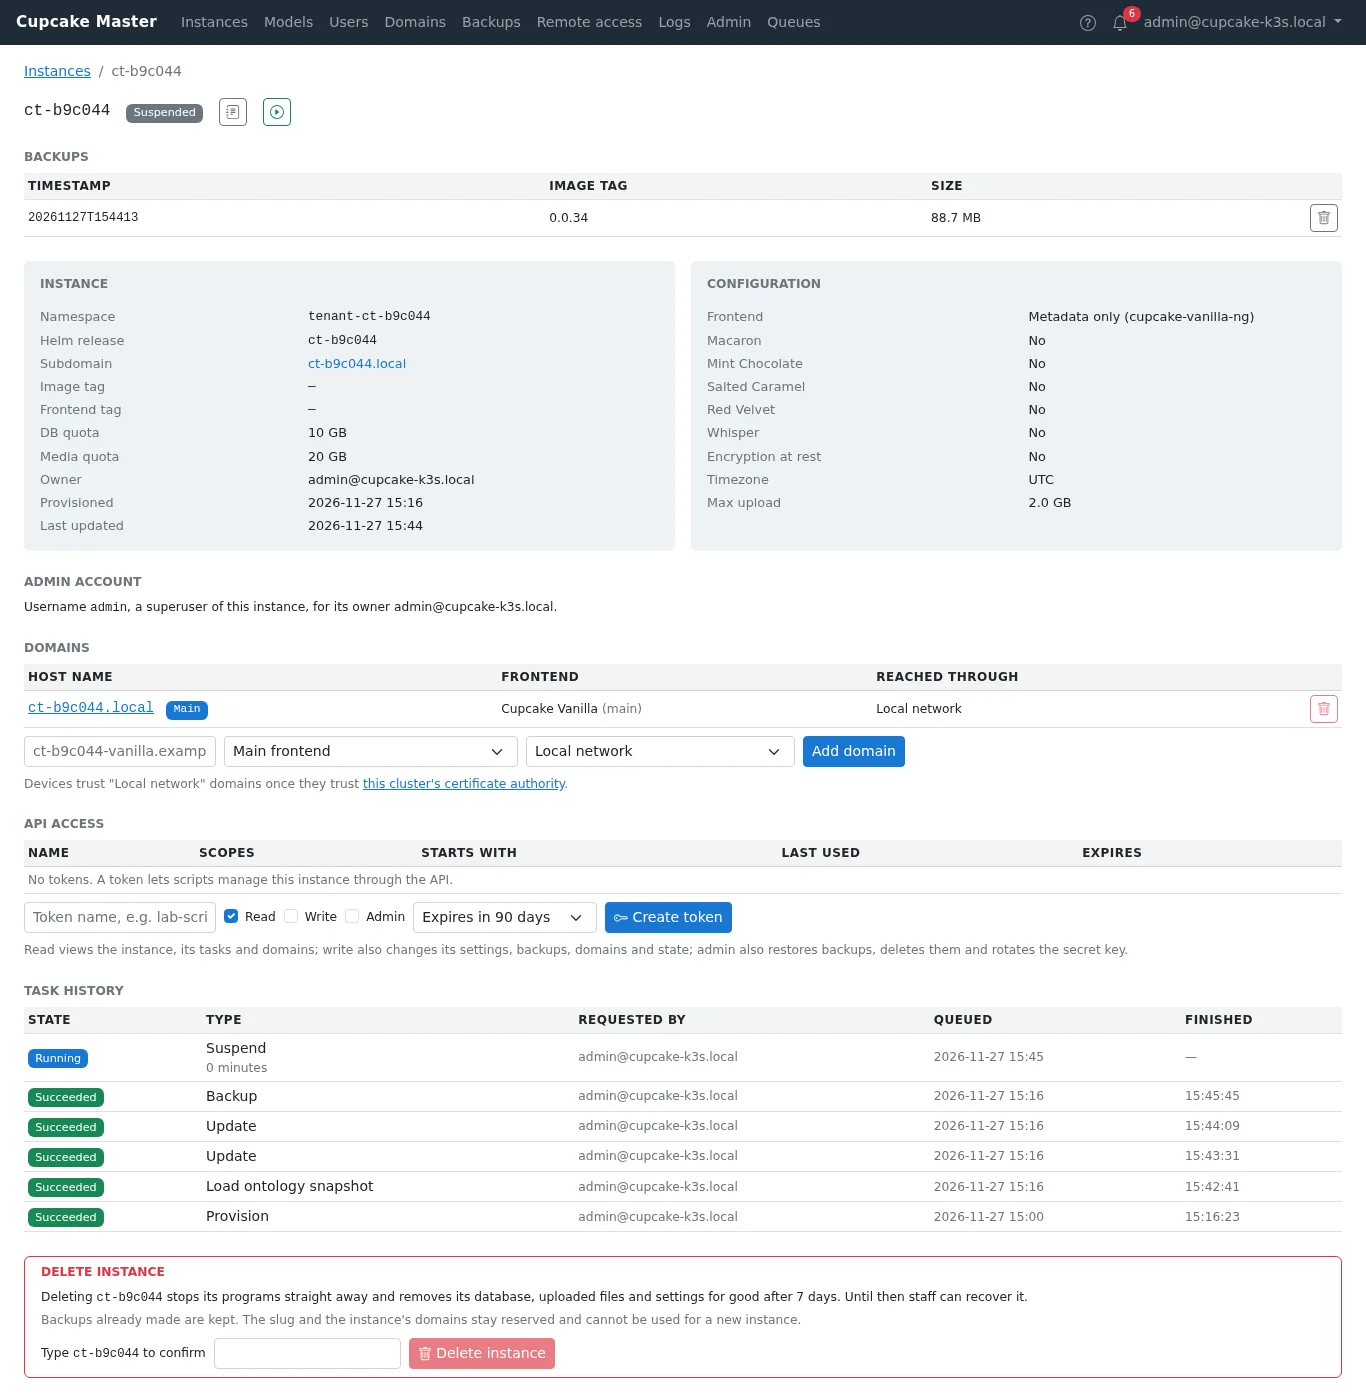 Cupcake Master Instances Models Users Domains Backups Remote access Logs Admin Queues 6 admin@cupcake-k3s.local
Instances / ct-b9c044
ct-b9c044 Suspended
BACKUPS
TIMESTAMP IMAGE TAG SIZE
20261127T154413 0.0.34 88.7 MB
INSTANCE
Namespace tenant-ct-b9c044
Helm release ct-b9c044
Subdomain ct-b9c044.local
Image tag —
Frontend tag —
DB quota 10 GB
Media quota 20 GB
Owner admin@cupcake-k3s.local
Provisioned 2026-11-27 15:16
Last updated 2026-11-27 15:44
CONFIGURATION
Frontend Metadata only (cupcake-vanilla-ng)
Macaron No
Mint Chocolate No
Salted Caramel No
Red Velvet No
Whisper No
Encryption at rest No
Timezone UTC
Max upload 2.0 GB
ADMIN ACCOUNT
Username admin, a superuser of this instance, for its owner admin@cupcake-k3s.local.
DOMAINS
HOST NAME FRONTEND REACHED THROUGH
ct-b9c044.local Main Cupcake Vanilla (main) Local network
ct-b9c044-vanilla.examp Main frontend Local network Add domain
Devices trust "Local network" domains once they trust this cluster's certificate authority.
API ACCESS
NAME SCOPES STARTS WITH LAST USED EXPIRES
No tokens. A token lets scripts manage this instance through the API.
Token name, e.g. lab-scri Read Write Admin Expires in 90 days Create token
Read views the instance, its tasks and domains; write also changes its settings, backups, domains and state; admin also restores backups, deletes them and rotates the secret key.
TASK HISTORY
STATE TYPE REQUESTED BY QUEUED FINISHED
Running Suspend admin@cupcake-k3s.local 2026-11-27 15:45 —
0 minutes
Succeeded Backup admin@cupcake-k3s.local 2026-11-27 15:16 15:45:45
Succeeded Update admin@cupcake-k3s.local 2026-11-27 15:16 15:44:09
Succeeded Update admin@cupcake-k3s.local 2026-11-27 15:16 15:43:31
Succeeded Load ontology snapshot admin@cupcake-k3s.local 2026-11-27 15:16 15:42:41
Succeeded Provision admin@cupcake-k3s.local 2026-11-27 15:00 15:16:23
DELETE INSTANCE
Deleting ct-b9c044 stops its programs straight away and removes its database, uploaded files and settings for good after 7 days. Until then staff can recover it.
Backups already made are kept. The slug and the instance's domains stay reserved and cannot be used for a new instance.
Type ct-b9c044 to confirm Delete instance